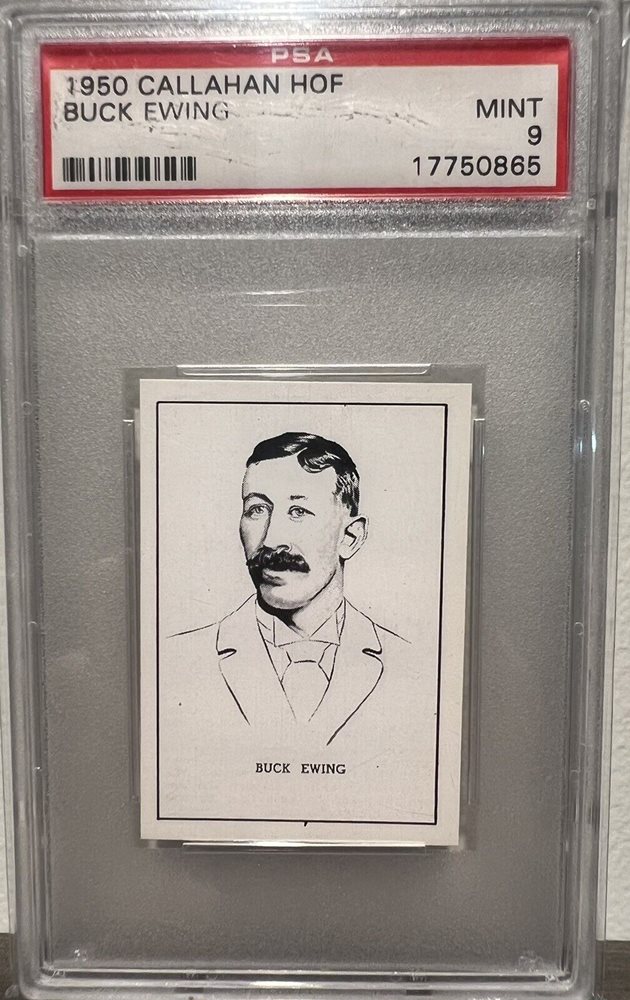 PSA
1950 CALLAHAN HOF
BUCK EWING
MINT
9
17750865
BUCK EWING